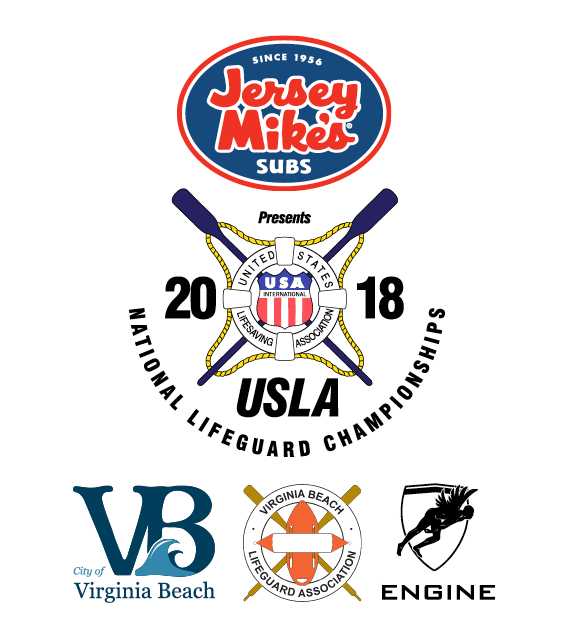 SINCE 1956
Jersey
Mike's
SUBS
Presents
UNITED STATES
LIFESAVING ASSOCIATION
USA
INTERNATIONAL
20 18
USLA
NATIONAL LIFEGUARD CHAMPIONSHIPS
VB
City of
Virginia Beach
VIRGINIA BEACH
LIFEGUARD ASSOCIATION
ENGINE